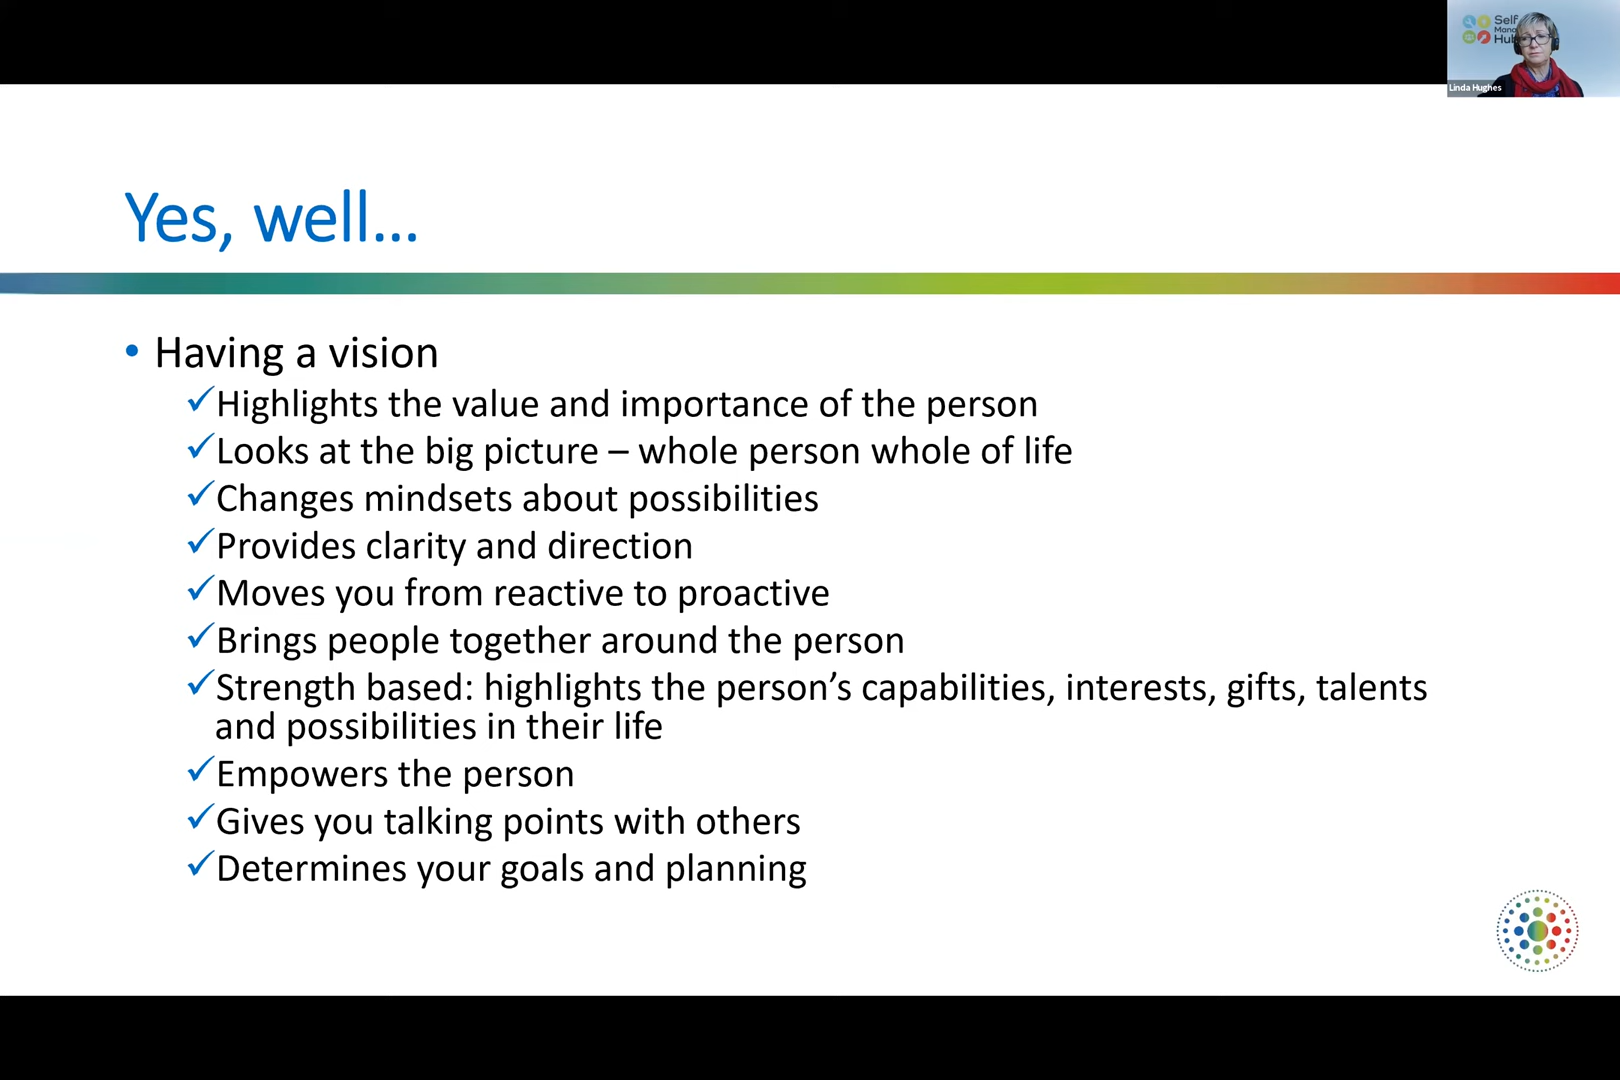 Self
Mana
Hub
Linda Hughes
Yes, well...
• Having a vision
✓Highlights the value and importance of the person
✓Looks at the big picture – whole person whole of life
✓Changes mindsets about possibilities
✓Provides clarity and direction
✓Moves you from reactive to proactive
✓Brings people together around the person
✓Strength based: highlights the person’s capabilities, interests, gifts, talents
and possibilities in their life
✓Empowers the person
✓Gives you talking points with others
✓Determines your goals and planning